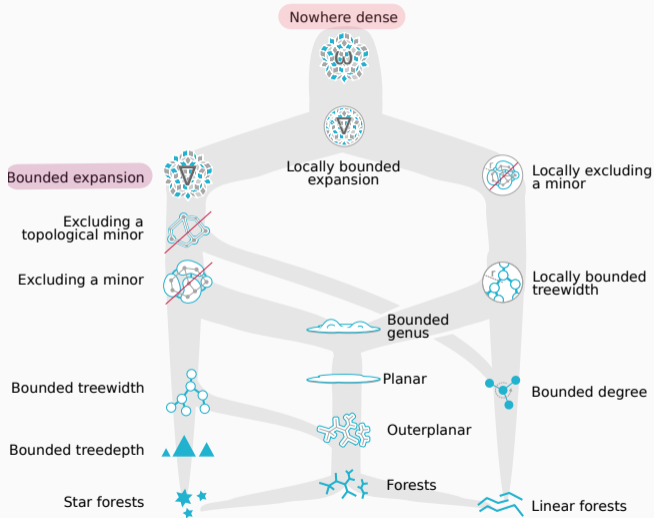 Nowhere dense
ω
∇
Locally bounded
expansion
Bounded expansion
∇
Locally excluding
a minor
r
Excluding a
topological minor
Excluding a minor
Locally bounded
treewidth
r
Bounded
genus
Planar
Bounded treewidth
Bounded degree
Outerplanar
Bounded treedepth
Forests
Star forests
Linear forests